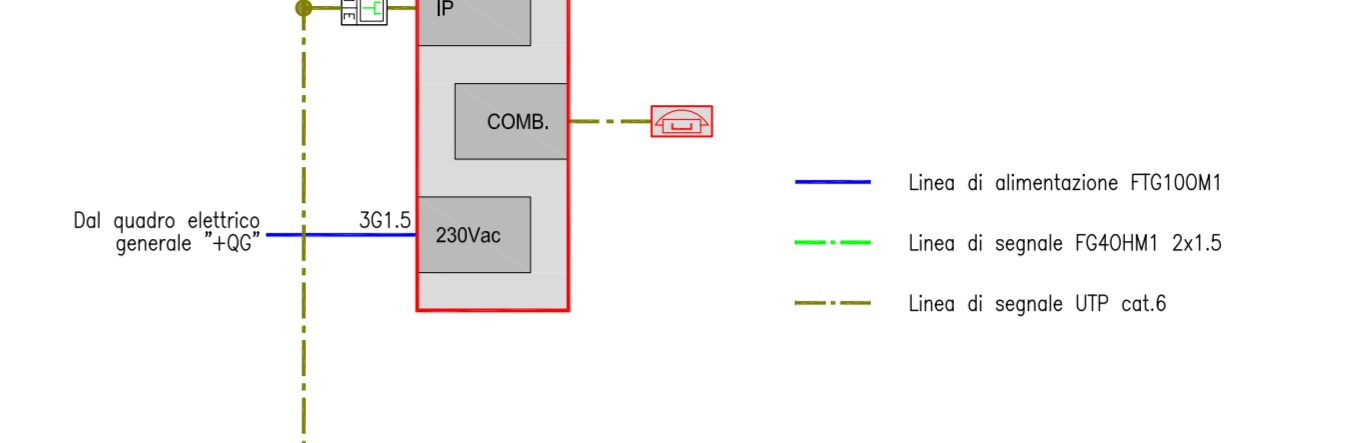 IP
COMB.
Dal quadro elettrico
generale "+QG"
3G1.5
230Vac
Linea di alimentazione FTG10OM1
Linea di segnale FG4OHM1 2x1.5
Linea di segnale UTP cat.6